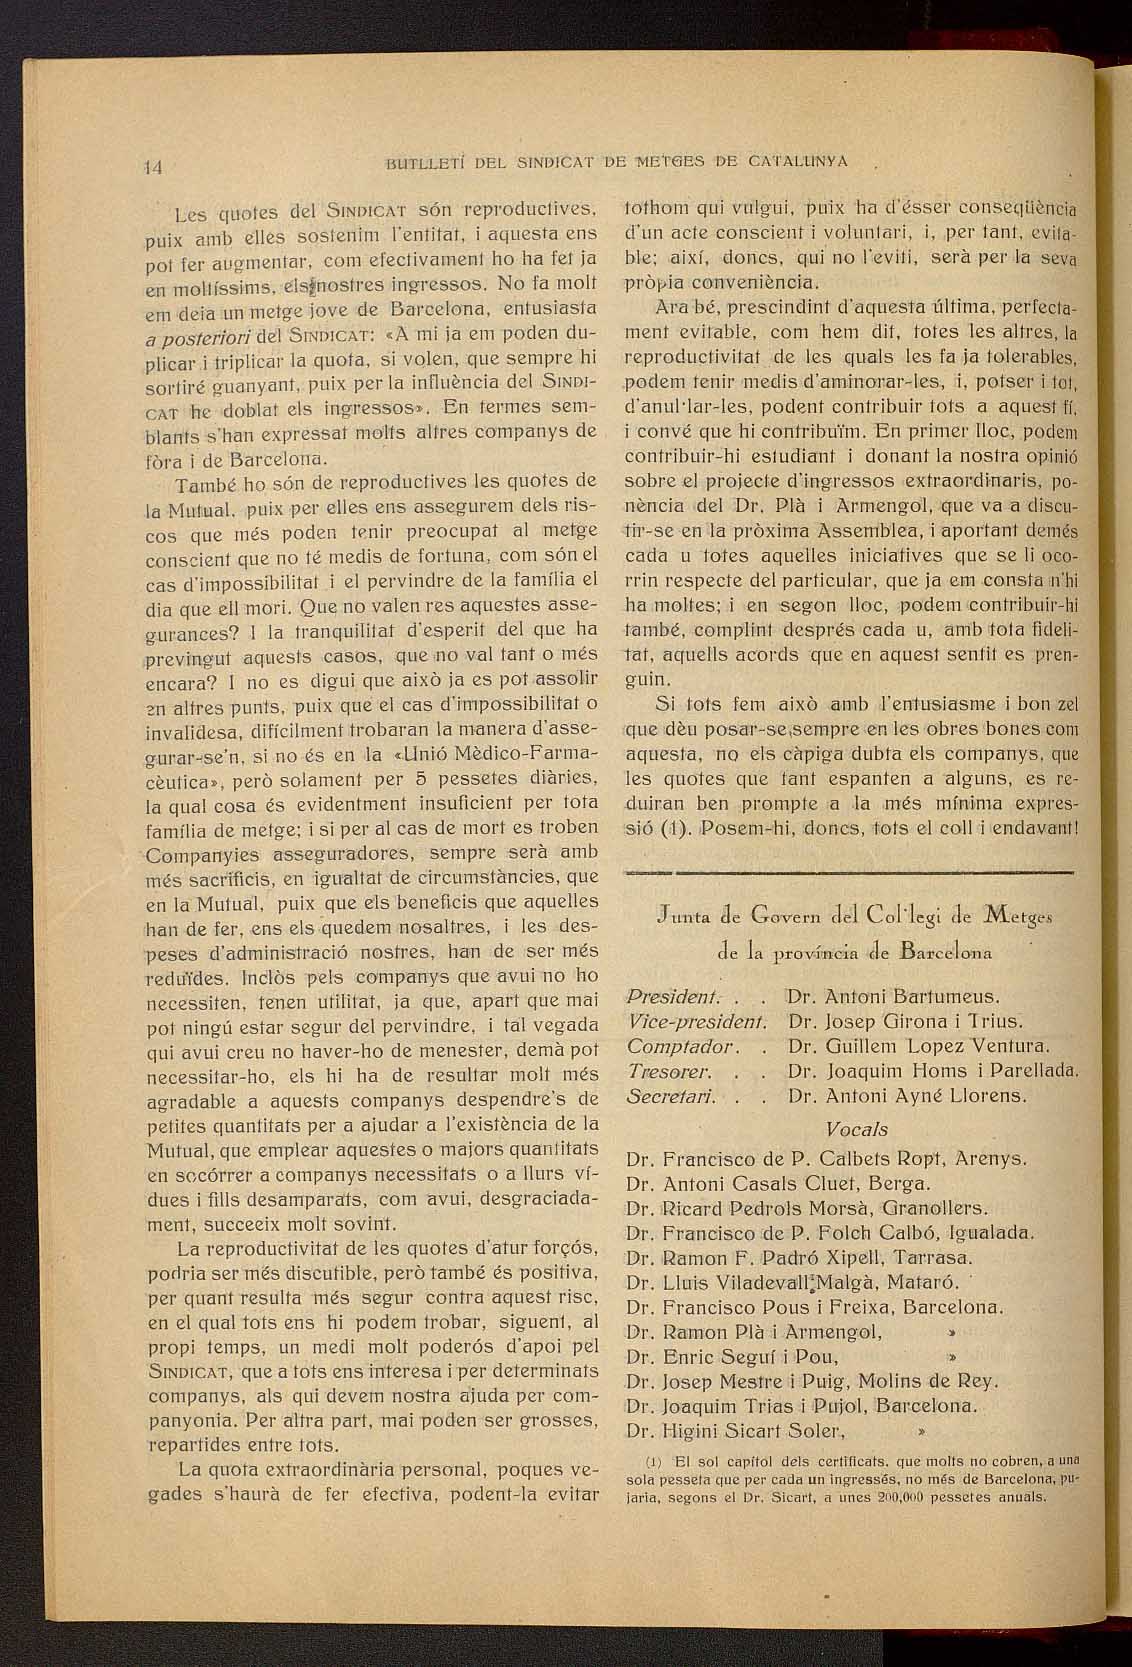 14
BUTLLETÍ DEL SINDICAT DE METGES DE CATALUNYA
Les quotes del SINDICAT són reproductives,
puix amb elles sostenim l'entitat, i aquesta ens
pot fer augmentar, com efectivament ho ha fet ja
en moltíssims, els nostres ingressos. No fa molt
em deia un metge jove de Barcelona, entusiasta
a posteriori del SINDICAT: «A mi ja em poden du-
plicar i triplicar la quota, si volen, que sempre hi
sortiré guanyant, puix per la influència del SINDI-
CAT he doblat els ingressos». En termes sem-
blants s'han expressat molts altres companys de
fòra i de Barcelona.
També ho són de reproductives les quotes de
la Mutual, puix per elles ens assegurem dels ris-
cos que més poden tenir preocupat al metge
conscient que no té medis de fortuna, com són el
cas d'impossibilitat i el pervindre de la família el
dia que ell mori. Que no valen res aquestes asse-
gurances? I la tranquilitat d'esperit del que ha
previngut aquests casos, que no val tant o més
encara? I no es digui que això ja es pot assolir
en altres punts, puix que el cas d'impossibilitat o
invalidesa, difícilment trobaran la manera d'asse-
gurar-se'n, si no és en la «Unió Mèdico-Farma-
cèutica», però solament per 5 pessetes diàries,
la qual cosa és evidentment insuficient per tota
família de metge; i si per al cas de mort es troben
Companyies asseguradores, sempre serà amb
més sacrificis, en igualtat de circumstàncies, que
en la Mutual, puix que els beneficis que aquelles
han de fer, ens els quedem nosaltres, i les des-
peses d'administració nostres, han de ser més
reduïdes. Inclòs pels companys que avui no ho
necessiten, tenen utilitat, ja que, apart que mai
pot ningú estar segur del pervindre, i tal vegada
qui avui creu no haver-ho de menester, demà pot
necessitar-ho, els hi ha de resultar molt més
agradable a aquests companys despendre's de
petites quantitats per a ajudar a l'existència de la
Mutual, que emplear aquestes o majors quantitats
en socórrer a companys necessitats o a llurs ví-
dues i fills desamparats, com avui, desgraciada-
ment, succeeix molt sovint.
La reproductivitat de les quotes d'atur forçós,
podria ser més discutible, però també és positiva,
per quant resulta més segur contra aquest risc,
en el qual tots ens hi podem trobar, siguent, al
propi temps, un medi molt poderós d'apoi pel
SINDICAT, que a tots ens interesa i per determinats
companys, als qui devem nostra ajuda per com-
panyonia. Per altra part, mai poden ser grosses,
repartides entre tots.
La quota extraordinària personal, poques ve-
gades s'haurà de fer efectiva, podent-la evitar
tothom qui vulgui, puix ha d'ésser conseqüència
d'un acte conscient i voluntari, i, per tant, evita-
ble; així, doncs, qui no l'eviti, serà per la seva
pròpia conveniència.
Ara bé, prescindint d'aquesta última, perfecta-
ment evitable, com hem dit, totes les altres, la
reproductivitat de les quals les fa ja tolerables,
podem tenir medis d'aminorar-les, i, potser i tot,
d'anul·lar-les, podent contribuir tots a aquest fí,
i convé que hi contribuïm. En primer lloc, podem
contribuir-hi estudiant i donant la nostra opinió
sobre el projecte d'ingressos extraordinaris, po-
nència del Dr. Plà i Armengol, que va a discu-
tir-se en la pròxima Assemblea, i aportant demés
cada u totes aquelles iniciatives que se li oco-
rrin respecte del particular, que ja em consta n'hi
ha moltes; i en segon lloc, podem contribuir-hi
també, complint després cada u, amb tota fideli-
tat, aquells acords que en aquest sentit es pren-
guin.
Si tots fem això amb l'entusiasme i bon zel
que dèu posar-se sempre en les obres bones com
aquesta, no els càpiga dubta els companys, que
les quotes que tant espanten a alguns, es re-
duiran ben prompte a la més mínima expres-
sió (1). Posem-hi, doncs, tots el coll i endavant!
Junta de Govern del Col·legi de Metges
de la província de Barcelona
President. . . Dr. Antoni Bartumeus.
Vice-president. Dr. Josep Girona i Trius.
Comptador. . Dr. Guillem Lopez Ventura.
Tresorer. . . Dr. Joaquim Homs i Parellada.
Secretari. . . Dr. Antoni Ayné Llorens.
Vocals
Dr. Francisco de P. Calbets Ropt, Arenys.
Dr. Antoni Casals Cluet, Berga.
Dr. Ricard Pedrols Morsà, Granollers.
Dr. Francisco de P. Folch Calbó, Igualada.
Dr. Ramon F. Padró Xipell, Tarrasa.
Dr. Lluis Viladevall Malgà, Mataró.
Dr. Francisco Pous i Freixa, Barcelona.
Dr. Ramon Plà i Armengol, »
Dr. Enric Seguí i Pou, »
Dr. Josep Mestre i Puig, Molins de Rey.
Dr. Joaquim Trias i Pujol, Barcelona.
Dr. Higini Sicart Soler, »
(1) El sol capítol dels certificats, que molts no cobren, a una
sola pesseta que per cada un ingressés, no més de Barcelona, pu-
jaria, segons el Dr. Sicart, a unes 200,000 pessetes anuals.